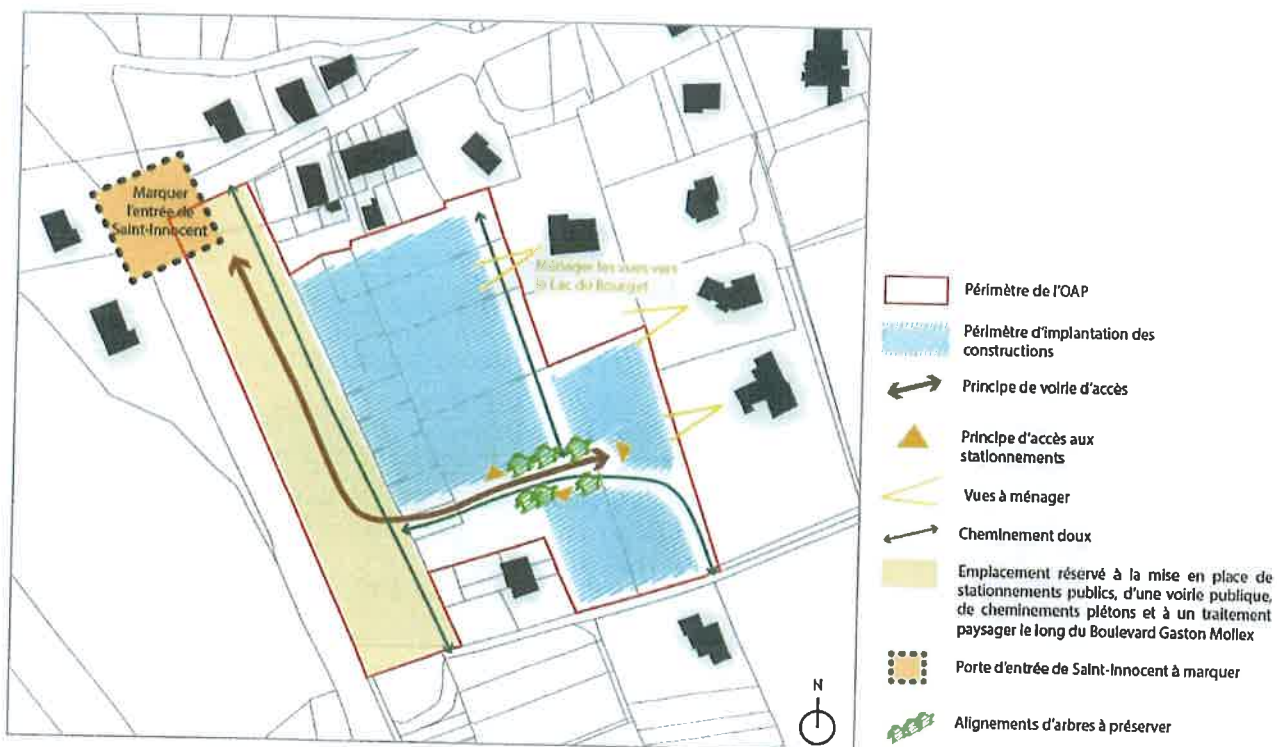 Marquer
l'entrée de
Saint-Innocent
Ménager les vues vers
le Lac du Bourget
N
Périmètre de l'OAP
Périmètre d'implantation des
constructions
Principe de voirie d'accès
Principe d'accès aux
stationnements
Vues à ménager
Cheminement doux
Emplacement réservé à la mise en place de
stationnements publics, d'une voirie publique,
de cheminements piétons et à un traitement
paysager le long du Boulevard Gaston Mollex
Porte d'entrée de Saint-Innocent à marquer
Alignements d'arbres à préserver